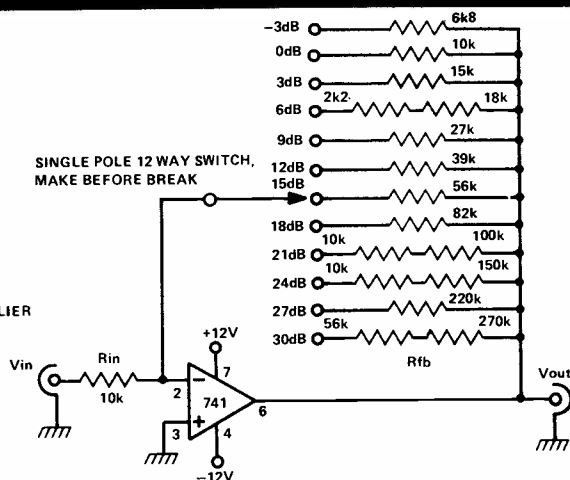 -3dB 6k8
0dB 10k
3dB 15k
6dB 2k2 18k
9dB 27k
SINGLE POLE 12 WAY SWITCH,
MAKE BEFORE BREAK
12dB 39k
15dB 56k
18dB 82k
21dB 10k 100k
24dB 10k 150k
27dB 220k
30dB 56k 270k
Rfb
LIER
+12V
Vin
Rin
10k
2
-
7
741
6
3
+
4
-12V
Vout